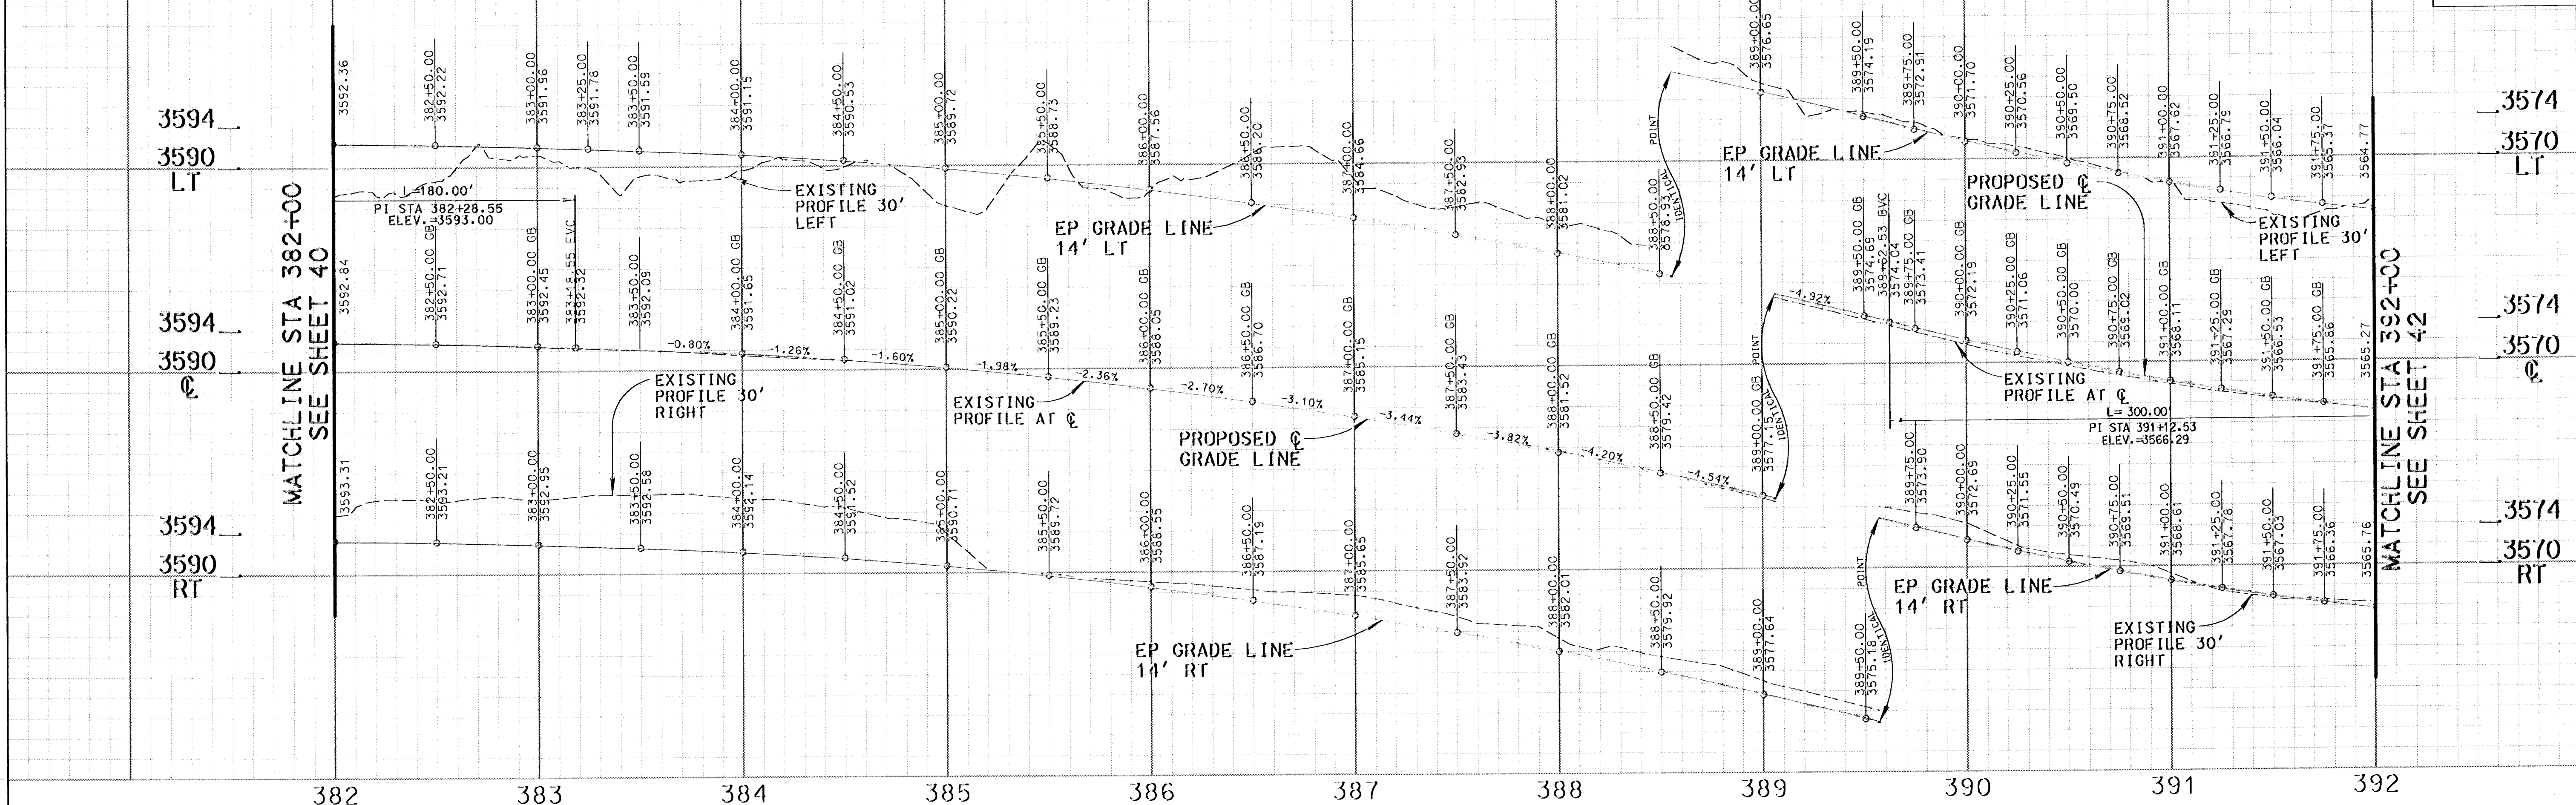 3594
3590
LT
3592.36
382+50.00
3592.22
383+00.00
3591.96
383+25.00
3591.78
383+50.00
3591.59
384+00.00
3591.15
384+50.00
3590.53
385+00.00
3589.72
385+50.00
3588.73
386+00.00
3587.56
386+50.00
3586.20
387+00.00
3584.66
387+50.00
3582.93
388+00.00
3581.02
388+50.00
3578.93
IDENTICAL POINT
389+00.00
3576.65
389+50.00
3574.19
389+75.00
3572.91
390+00.00
3571.70
390+25.00
3570.56
390+50.00
3569.50
390+75.00
3568.52
391+00.00
3567.62
391+25.00
3566.79
391+50.00
3566.04
391+75.00
3565.37
3564.77
3574
3570
LT
L=180.00'
PI STA 382+28.55
ELEV.=3593.00
EXISTING
PROFILE 30'
LEFT
EP GRADE LINE
14' LT
EP GRADE LINE
14' LT
PROPOSED ℄
GRADE LINE
EXISTING
PROFILE 30'
LEFT
MATCHLINE STA 382+00
SEE SHEET 40
3594
3590
℄
3592.84
382+50.00 GB
3592.71
383+00.00 GB
3592.45
383+18.55 EVC
3592.32
383+50.00
3592.09
384+00.00 GB
3591.65
384+50.00 GB
3591.02
385+00.00 GB
3590.22
385+50.00 GB
3589.23
386+00.00 GB
3588.05
386+50.00 GB
3586.70
387+00.00 GB
3585.15
387+50.00 GB
3583.43
388+00.00 GB
3581.52
388+50.00 GB
3579.42
389+00.00 GB
3577.15
IDENTICAL POINT
389+50.00 GB
3574.69
389+62.53 BVC
3574.04
389+75.00 GB
3573.41
390+00.00 GB
3572.19
390+25.00 GB
3571.06
390+50.00 GB
3570.00
390+75.00 GB
3569.02
391+00.00 GB
3568.11
391+25.00 GB
3567.29
391+50.00 GB
3566.53
391+75.00 GB
3565.86
3565.27
3574
3570
℄
MATCHLINE STA 392+00
SEE SHEET 42
-0.80%
-1.26%
-1.60%
-1.98%
-2.36%
-2.70%
-3.10%
-3.44%
-3.82%
-4.20%
-4.54%
-4.92%
EXISTING
PROFILE 30'
RIGHT
EXISTING
PROFILE AT ℄
PROPOSED ℄
GRADE LINE
EXISTING
PROFILE AT ℄
L= 300.00'
PI STA 391+12.53
ELEV.=3566.29
3594
3590
RT
3593.31
382+50.00
3593.21
383+00.00
3592.95
383+50.00
3592.58
384+00.00
3592.14
384+50.00
3591.52
385+00.00
3590.71
385+50.00
3589.72
386+00.00
3588.55
386+50.00
3587.19
387+00.00
3585.65
387+50.00
3583.92
388+00.00
3582.01
388+50.00
3579.92
389+00.00
3577.64
389+50.00
3575.18
IDENTICAL POINT
389+75.00
3573.90
390+00.00
3572.69
390+25.00
3571.55
390+50.00
3570.49
390+75.00
3569.51
391+00.00
3568.61
391+25.00
3567.78
391+50.00
3567.03
391+75.00
3566.36
3565.76
3574
3570
RT
EP GRADE LINE
14' RT
EP GRADE LINE
14' RT
EXISTING
PROFILE 30'
RIGHT
382
383
384
385
386
387
388
389
390
391
392